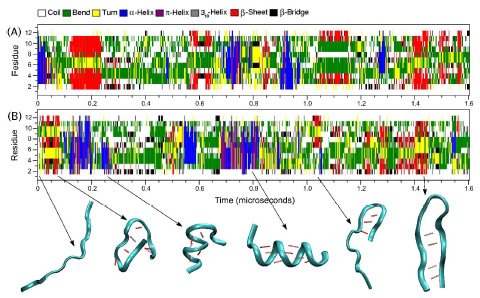 Coil Bend Turn α-Helix π-Helix 3₁₀-Helix β-Sheet β-Bridge
(A)
Residue
12
10
8
6
4
2
0 0.2 0.4 0.6 0.8 1.0 1.2 1.4 1.6
(B)
Residue
12
10
8
6
4
2
0 0.2 0.4 0.6 0.8 1.0 1.2 1.4 1.6
Time (microseconds)